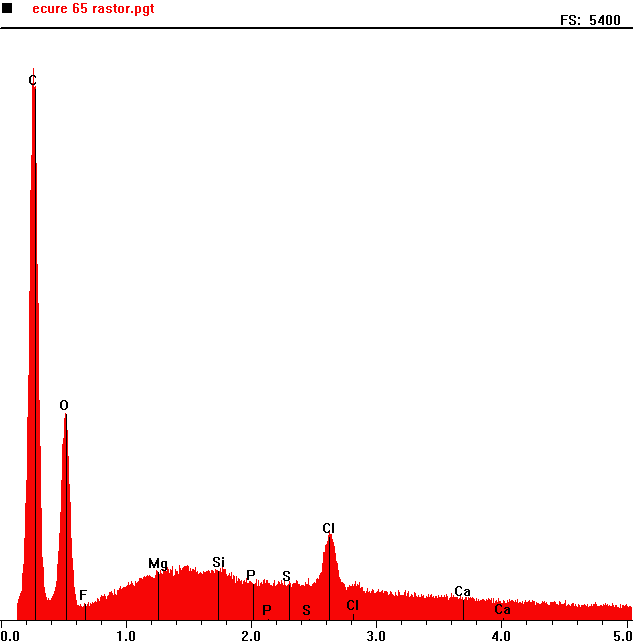 ecure 65 rastor.pgt
FS: 5400
C
O
Cl
Mg Si
P S
F
Ca
P S Cl Ca
0.0 1.0 2.0 3.0 4.0 5.0